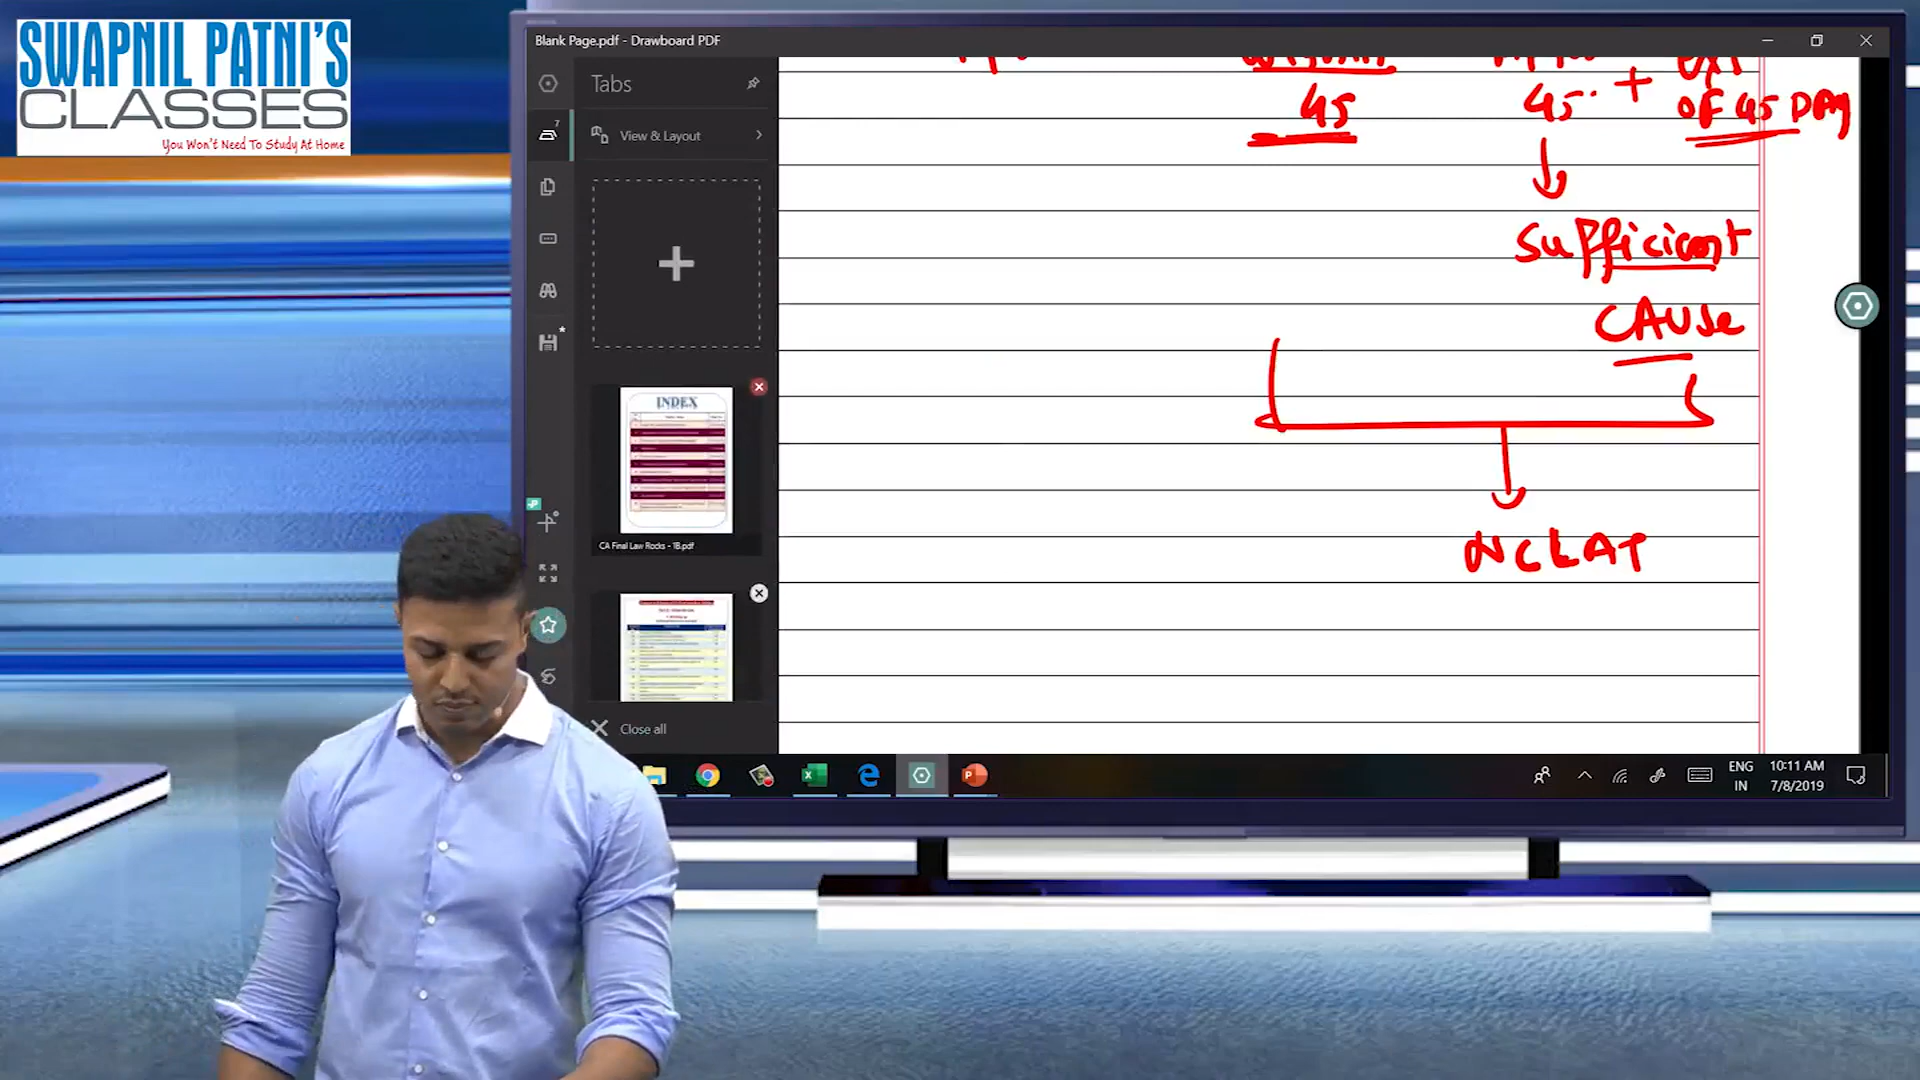 SWAPNIL PATNI'S
CLASSES
You Won't Need To Study At Home
Blank Page.pdf - Drawboard PDF
Tabs
View & Layout
7
INDEX
CA Final Law Rocks - 1B.pdf
Close all
45
45
+
OF 45 DAY
Sufficient
CAUSe
NCLAT
ENG
IN
10:11 AM
7/8/2019